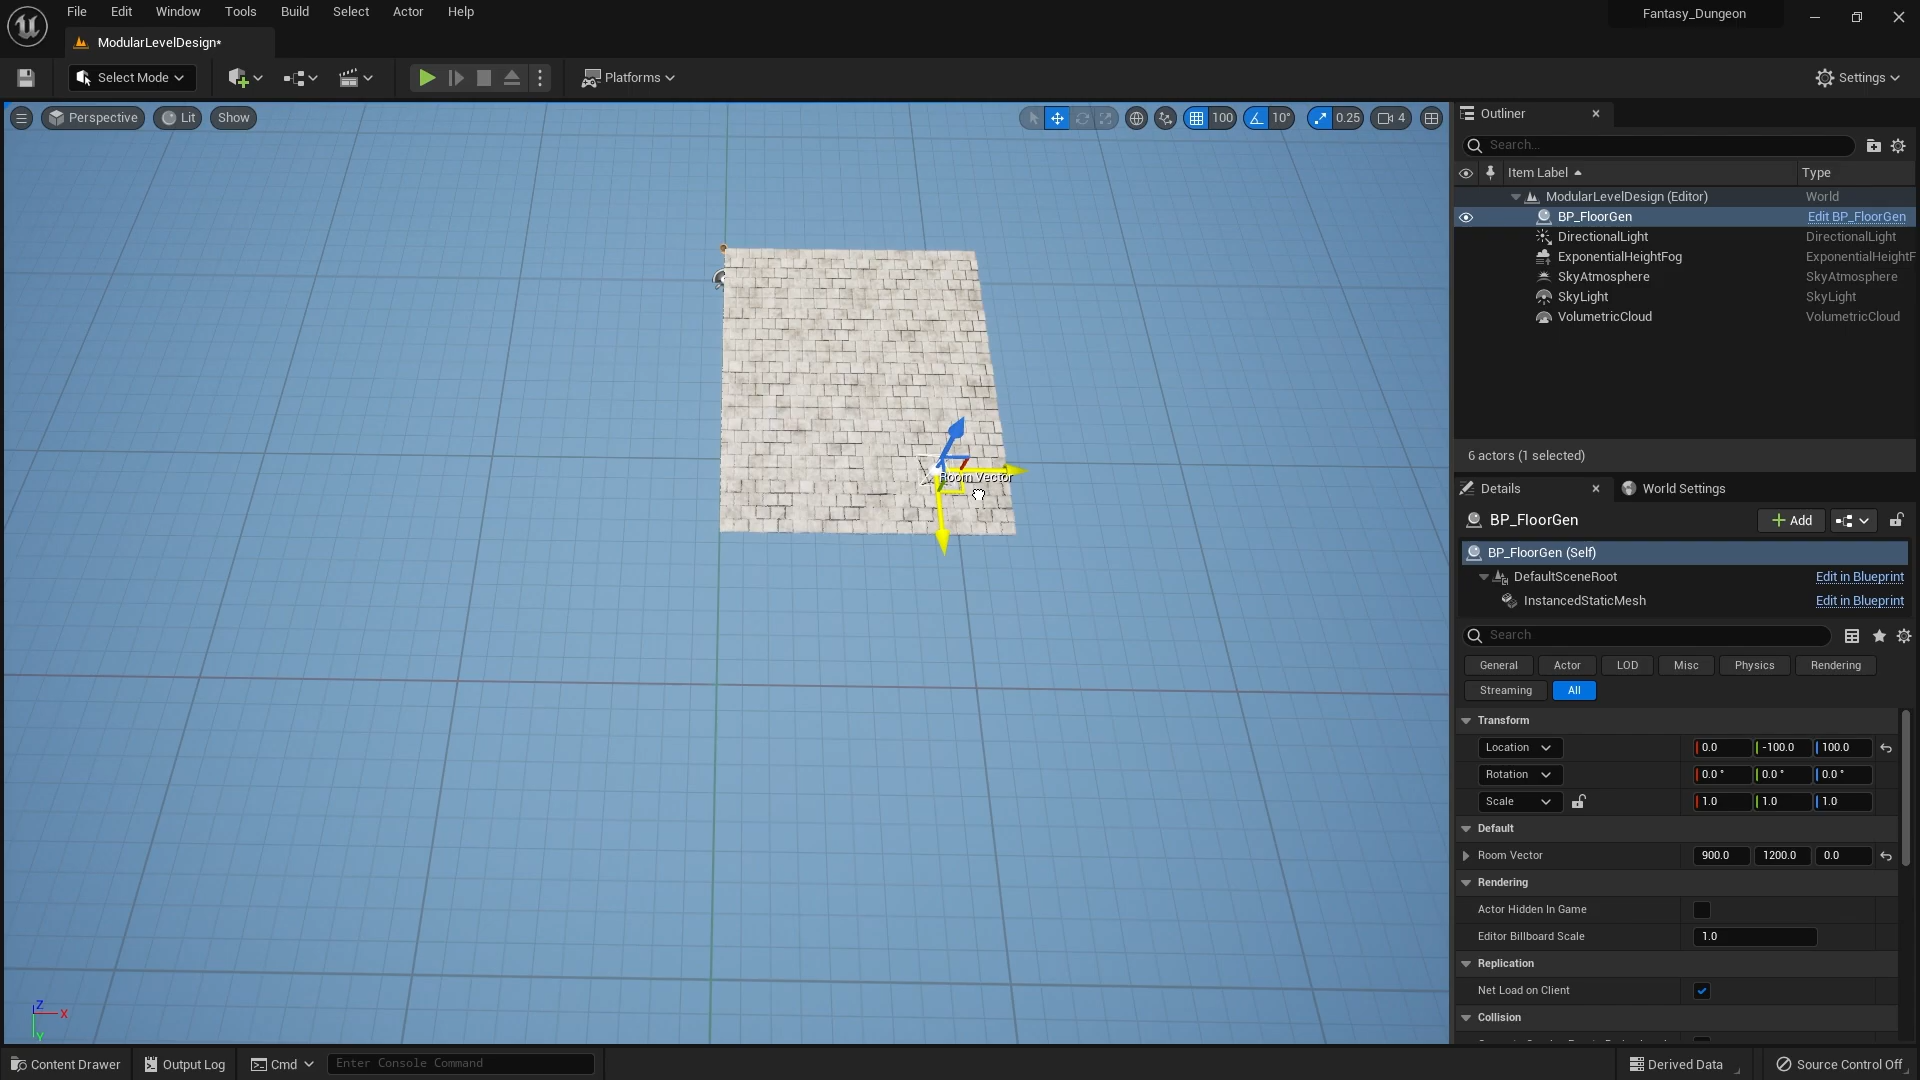 File Edit Window Tools Build Select Actor Help
Fantasy_Dungeon
ModularLevelDesign*
Select Mode
Platforms
Settings
Perspective Lit Show
100 10° 0.25 4
Outliner
Search...
Item Label Type
ModularLevelDesign (Editor) World
BP_FloorGen Edit BP_FloorGen
DirectionalLight DirectionalLight
ExponentialHeightFog ExponentialHeightF
SkyAtmosphere SkyAtmosphere
SkyLight SkyLight
VolumetricCloud VolumetricCloud
6 actors (1 selected)
Room Vector
Details World Settings
BP_FloorGen
Add
BP_FloorGen (Self)
DefaultSceneRoot Edit in Blueprint
InstancedStaticMesh Edit in Blueprint
Search
General Actor LOD Misc Physics Rendering
Streaming All
Transform
Location 0.0 -100.0 100.0
Rotation 0.0 ° 0.0 ° 0.0 °
Scale 1.0 1.0 1.0
Default
Room Vector 900.0 1200.0 0.0
Rendering
Actor Hidden In Game
Editor Billboard Scale 1.0
Replication
Net Load on Client
Collision
Z
X
Y
Content Drawer Output Log Cmd Enter Console Command
Derived Data Source Control Off